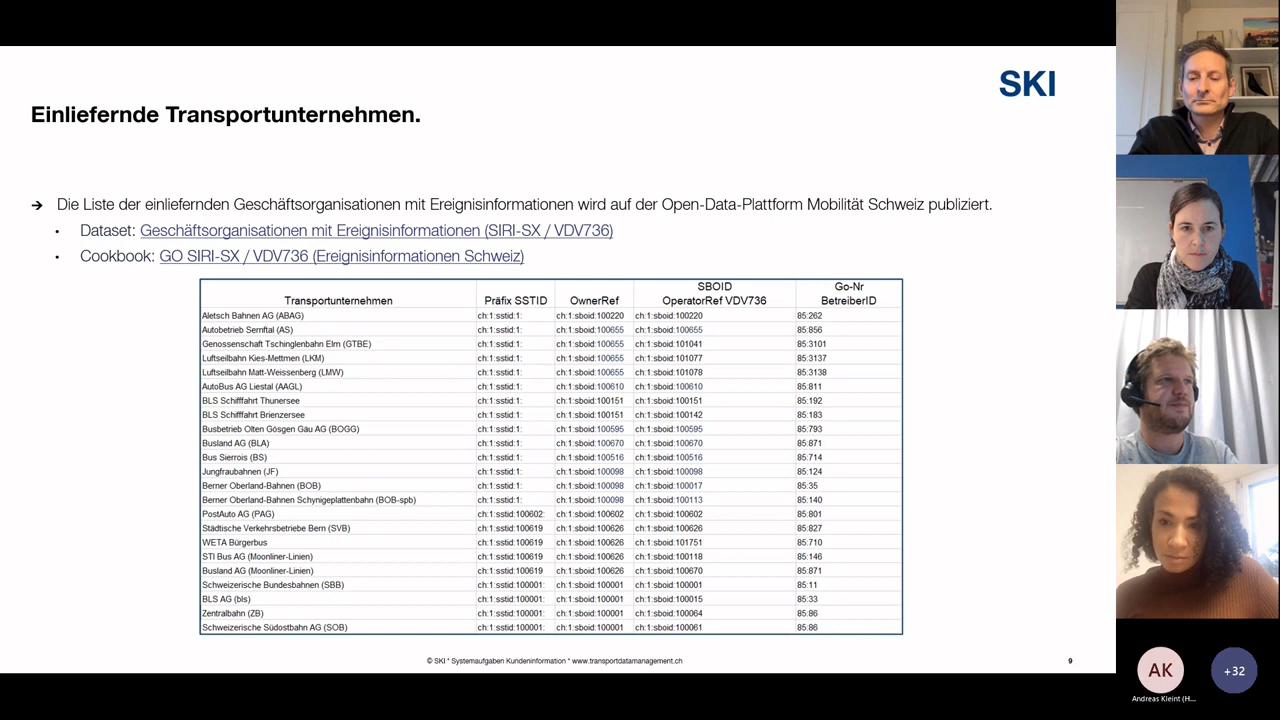 SKI
Einliefernde Transportunternehmen.
➔ Die Liste der einliefernden Geschäftsorganisationen mit Ereignisinformationen wird auf der Open-Data-Plattform Mobilität Schweiz publiziert.
• Dataset: Geschäftsorganisationen mit Ereignisinformationen (SIRI-SX / VDV736)
• Cookbook: GO SIRI-SX / VDV736 (Ereignisinformationen Schweiz)
SBOID Go-Nr
Transportunternehmen Präfix SSTID OwnerRef OperatorRef VDV736 BetreiberID
Aletsch Bahnen AG (ABAG) ch:1:sstid:1: ch:1:sboid:100220 ch:1:sboid:100220 85:262
Autobetrieb Sernftal (AS) ch:1:sstid:1: ch:1:sboid:100655 ch:1:sboid:100655 85:856
Genossenschaft Tschinglenbahn Elm (GTBE) ch:1:sstid:1: ch:1:sboid:100655 ch:1:sboid:101041 85:3101
Luftseilbahn Kies-Mettmen (LKM) ch:1:sstid:1: ch:1:sboid:100655 ch:1:sboid:101077 85:3137
Luftseilbahn Matt-Weissenberg (LMW) ch:1:sstid:1: ch:1:sboid:100655 ch:1:sboid:101078 85:3138
AutoBus AG Liestal (AAGL) ch:1:sstid:1: ch:1:sboid:100610 ch:1:sboid:100610 85:811
BLS Schifffahrt Thunersee ch:1:sstid:1: ch:1:sboid:100151 ch:1:sboid:100151 85:192
BLS Schifffahrt Brienzersee ch:1:sstid:1: ch:1:sboid:100151 ch:1:sboid:100142 85:183
Busbetrieb Olten Gösgen Gäu AG (BOGG) ch:1:sstid:1: ch:1:sboid:100595 ch:1:sboid:100595 85:793
Busland AG (BLA) ch:1:sstid:1: ch:1:sboid:100670 ch:1:sboid:100670 85:871
Bus Sierrois (BS) ch:1:sstid:1: ch:1:sboid:100516 ch:1:sboid:100516 85:714
Jungfraubahnen (JF) ch:1:sstid:1: ch:1:sboid:100098 ch:1:sboid:100098 85:124
Berner Oberland-Bahnen (BOB) ch:1:sstid:1: ch:1:sboid:100098 ch:1:sboid:100017 85:35
Berner Oberland-Bahnen Schynigeplattenbahn (BOB-spb) ch:1:sstid:1: ch:1:sboid:100098 ch:1:sboid:100113 85:140
PostAuto AG (PAG) ch:1:sstid:100602: ch:1:sboid:100602 ch:1:sboid:100602 85:801
Städtische Verkehrsbetriebe Bern (SVB) ch:1:sstid:100619 ch:1:sboid:100626 ch:1:sboid:100626 85:827
WETA Bürgerbus ch:1:sstid:100619 ch:1:sboid:100626 ch:1:sboid:101751 85:710
STI Bus AG (Moonliner-Linien) ch:1:sstid:100619 ch:1:sboid:100626 ch:1:sboid:100118 85:146
Busland AG (Moonliner-Linien) ch:1:sstid:100619 ch:1:sboid:100626 ch:1:sboid:100670 85:871
Schweizerische Bundesbahnen (SBB) ch:1:sstid:100001: ch:1:sboid:100001 ch:1:sboid:100001 85:11
BLS AG (bls) ch:1:sstid:100001: ch:1:sboid:100001 ch:1:sboid:100015 85:33
Zentralbahn (ZB) ch:1:sstid:100001: ch:1:sboid:100001 ch:1:sboid:100064 85:86
Schweizerische Südostbahn AG (SOB) ch:1:sstid:100001: ch:1:sboid:100001 ch:1:sboid:100061 85:86
© SKI * Systemaufgaben Kundeninformation * www.transportdatamanagement.ch
9
AK
+32
Andreas Kleint (H...